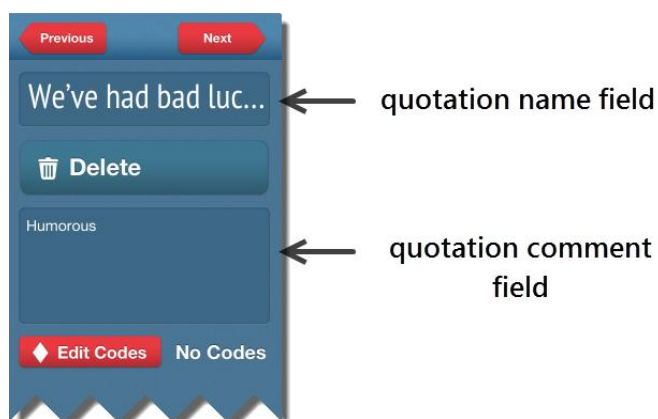 Previous
Next
We've had bad luc...
quotation name field
Delete
Humorous
quotation comment
field
Edit Codes
No Codes